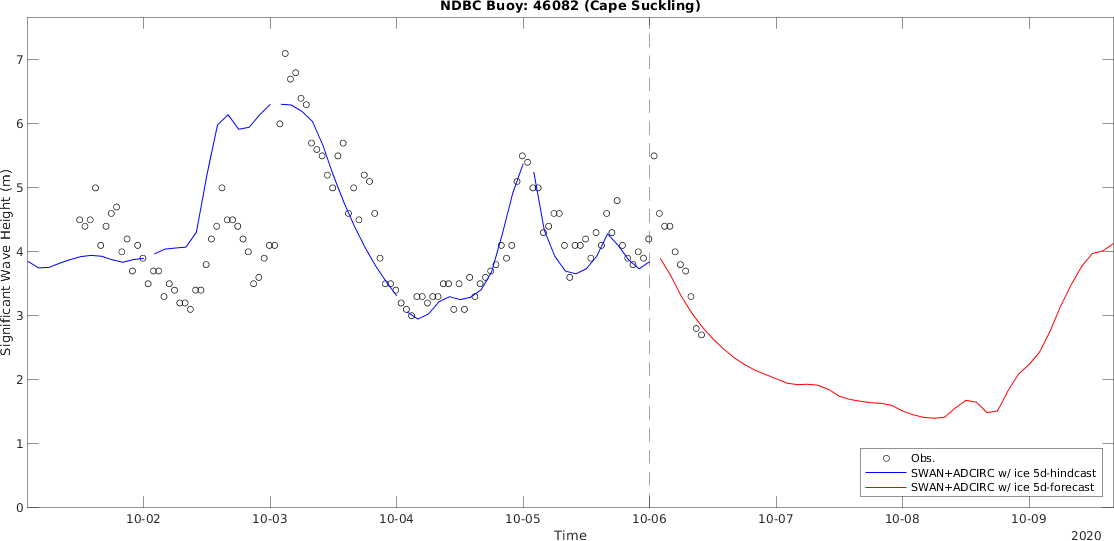 NDBC Buoy: 46082 (Cape Suckling)
Significant Wave Height (m)
7
6
5
4
3
2
1
0
Obs.
SWAN+ADCIRC w/ ice 5d-hindcast
SWAN+ADCIRC w/ ice 5d-forecast
10-02 10-03 10-04 10-05 10-06 10-07 10-08 10-09
Time
2020